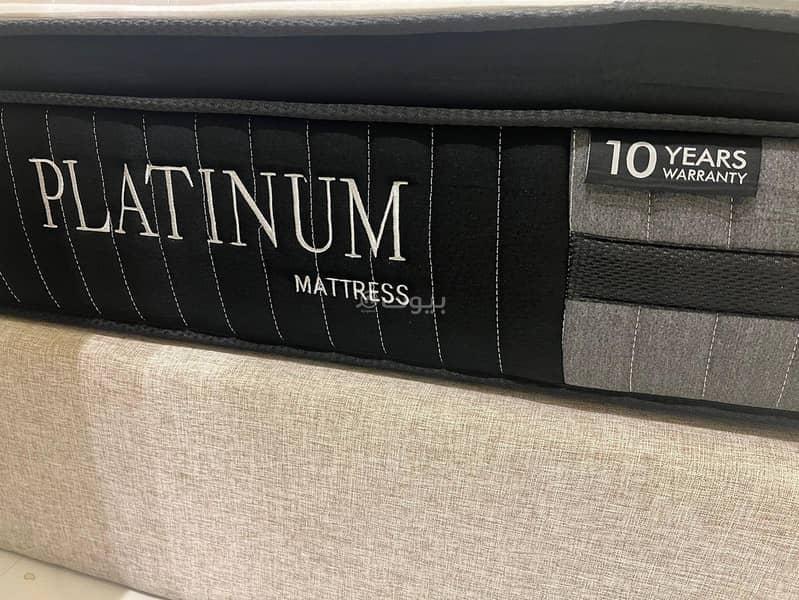 PLATINUM
MATTRESS
10 YEARS
WARRANTY
بيوت